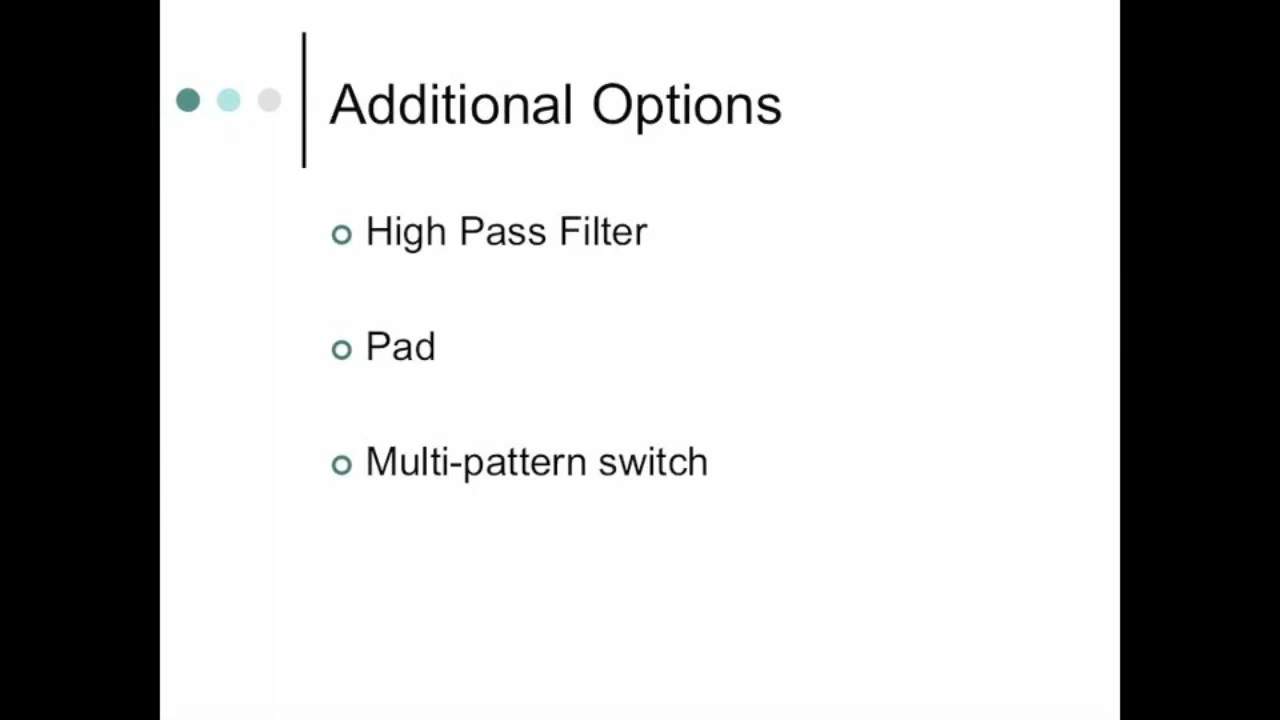 Additional Options
High Pass Filter
Pad
Multi-pattern switch